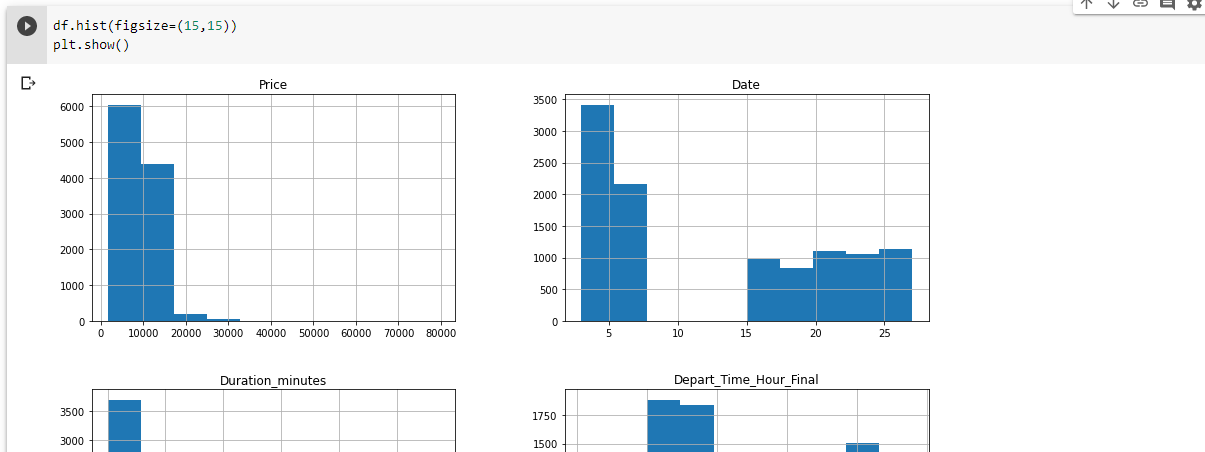 df.hist(figsize=(15,15))
plt.show()
Price
6000
5000
4000
3000
2000
1000
0
0 10000 20000 30000 40000 50000 60000 70000 80000
Date
3500
3000
2500
2000
1500
1000
500
0
5 10 15 20 25
Duration_minutes
3500
3000
Depart_Time_Hour_Final
1750
1500